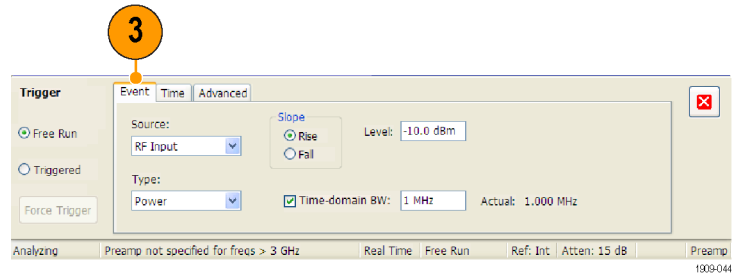 3
Trigger
Event Time Advanced
Free Run
Triggered
Force Trigger
Source:
RF Input
Type:
Power
Slope
Rise
Fall
Level: -10.0 dBm
Time-domain BW: 1 MHz Actual: 1.000 MHz
Analyzing Preamp not specified for freqs > 3 GHz Real Time Free Run Ref: Int Atten: 15 dB Preamp
1909-044